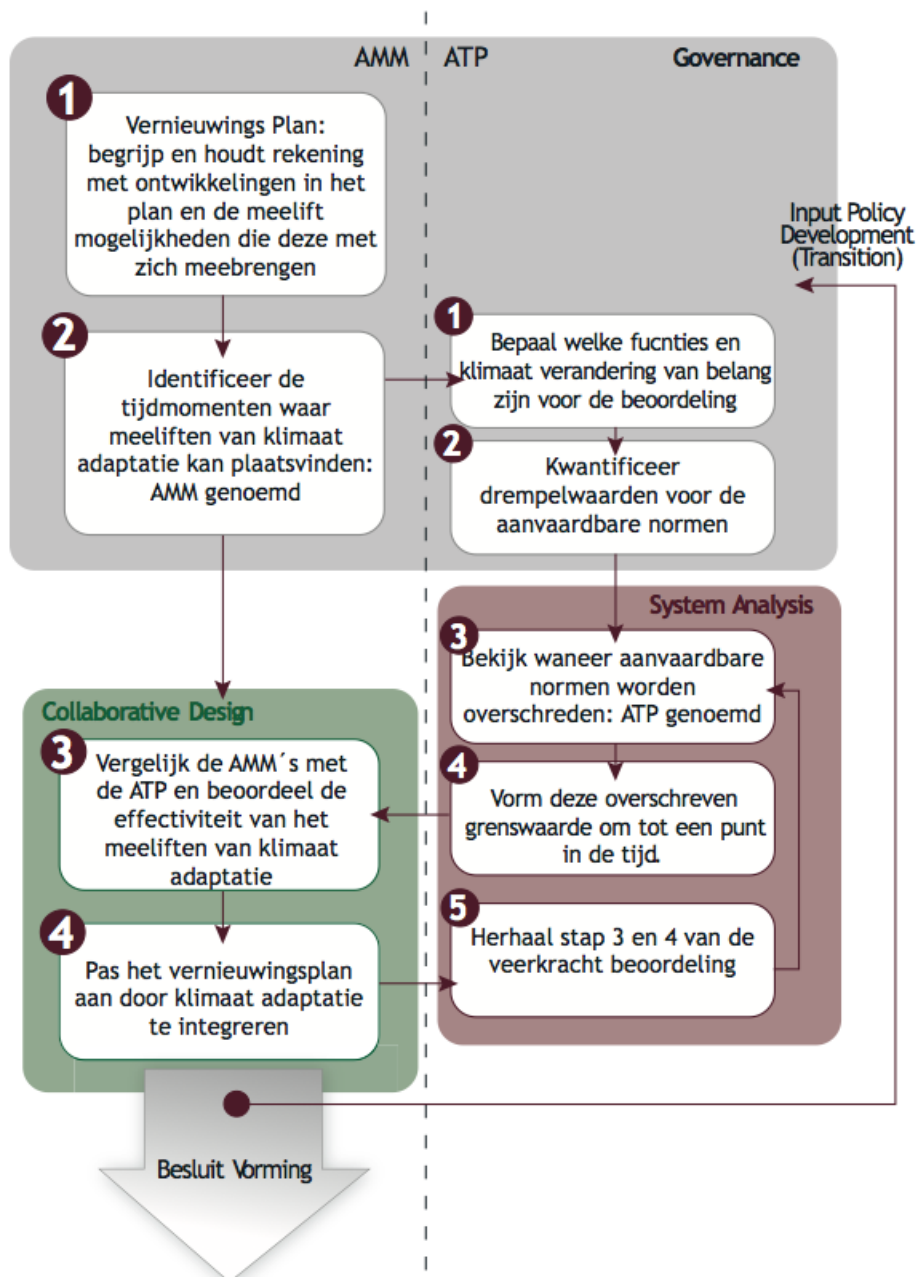 AMM
ATP
Governance
1
Vernieuwings Plan:
begrijp en houdt rekening
met ontwikkelingen in het
plan en de meelift
mogelijkheden die deze met
zich meebrengen
2
Identificeer de
tijdmomenten waar
meeliften van klimaat
adaptatie kan plaatsvinden:
AMM genoemd
1
Bepaal welke fucnties en
klimaat verandering van belang
zijn voor de beoordeling
2
Kwantificeer
drempelwaarden voor de
aanvaardbare normen
Input Policy
Development
(Transition)
System Analysis
3
Bekijk waneer aanvaardbare
normen worden
overschreden: ATP genoemd
4
Vorm deze overschreven
grenswaarde om tot een punt
in de tijd.
5
Herhaal stap 3 en 4 van de
veerkracht beoordeling
Collaborative Design
3
Vergelijk de AMM´s met
de ATP en beoordeel de
effectiviteit van het
meeliften van klimaat
adaptatie
4
Pas het vernieuwingsplan
aan door klimaat adaptatie
te integreren
Besluit Vorming